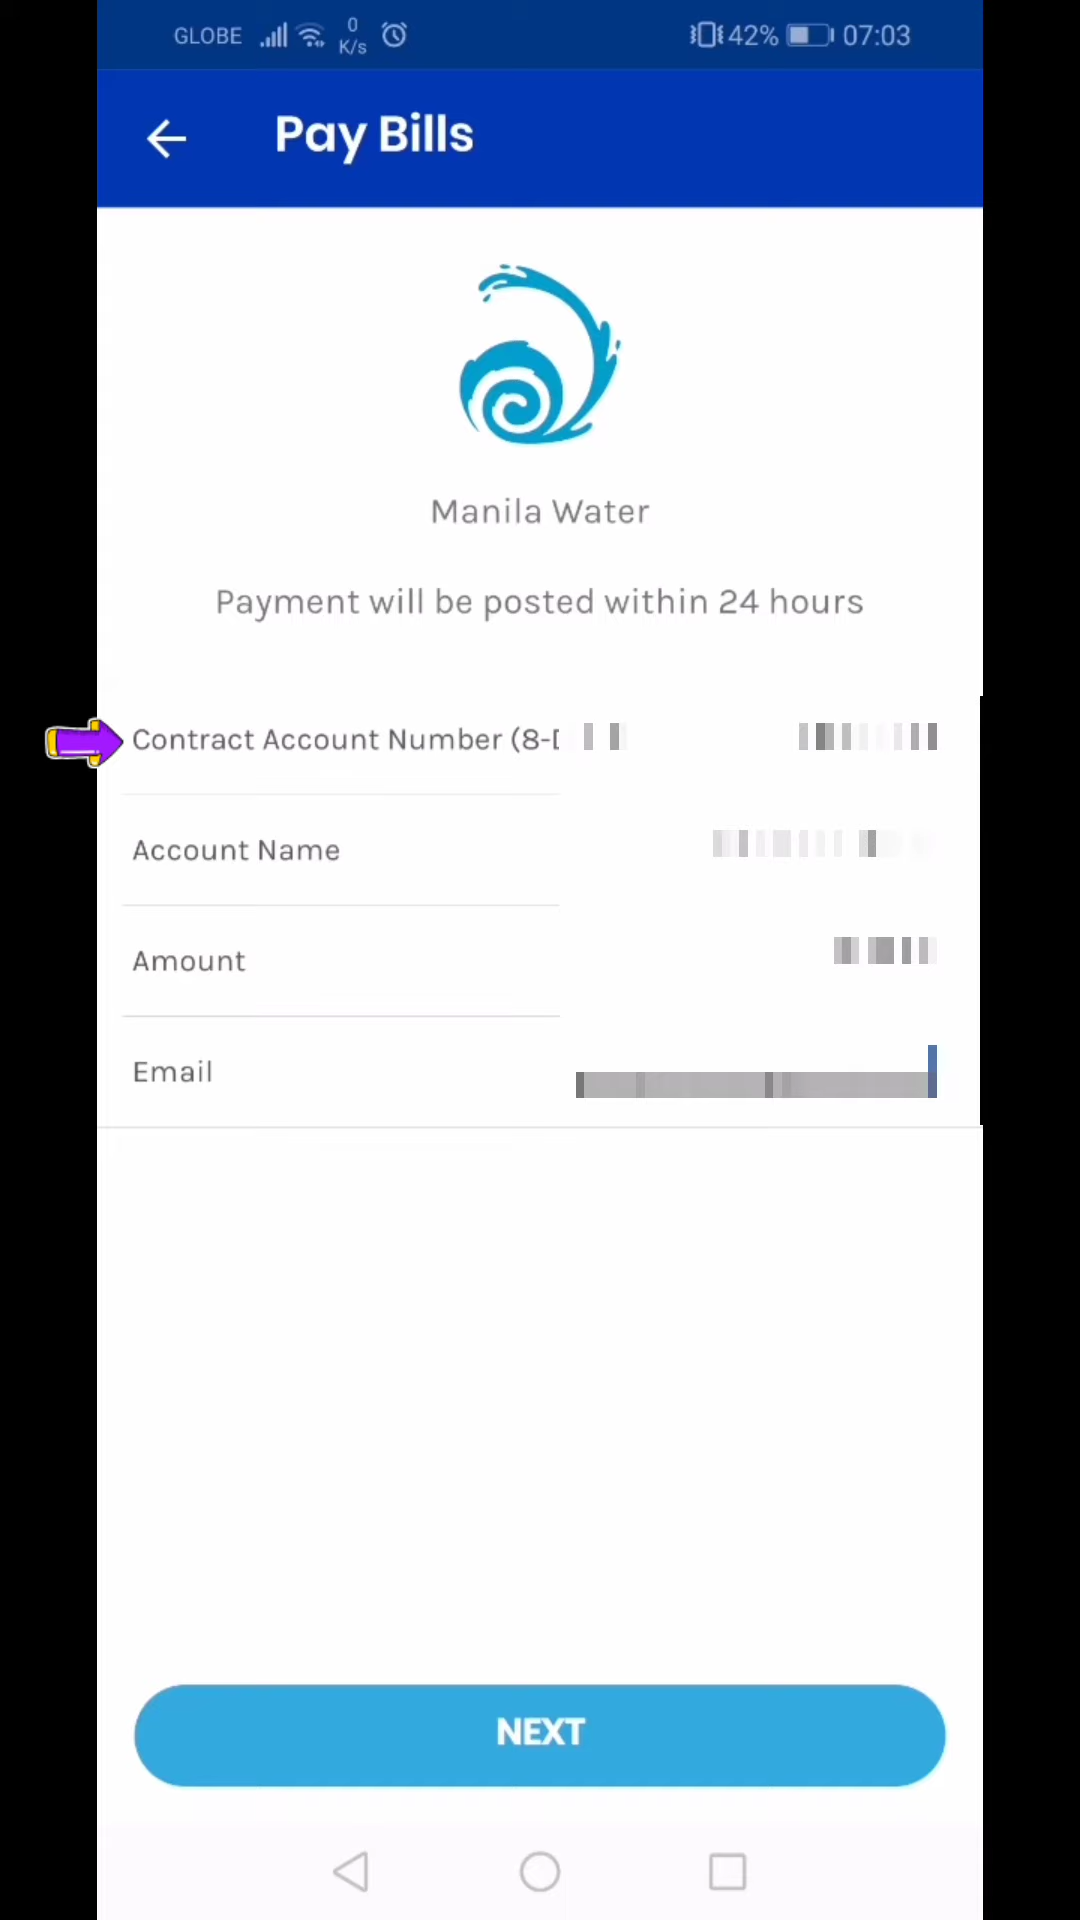 GLOBE 0 K/s 42% 07:03
Pay Bills
Manila Water
Payment will be posted within 24 hours
Contract Account Number (8-
Account Name
Amount
Email
NEXT